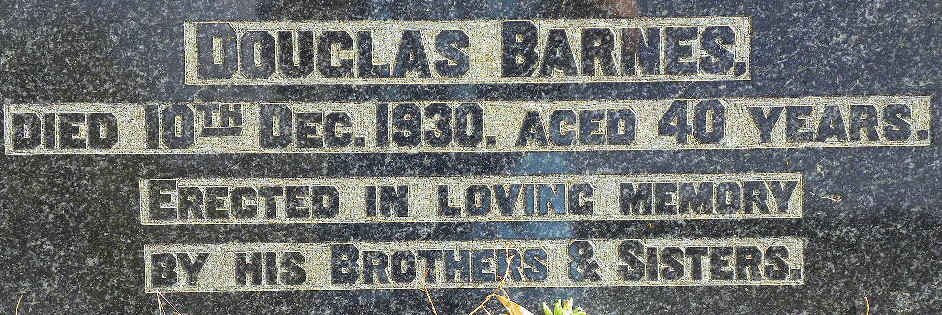 DOUGLAS BARNES,
DIED 10TH DEC. 1930. AGED 40 YEARS.
ERECTED IN LOVING MEMORY
BY HIS BROTHERS & SISTERS.